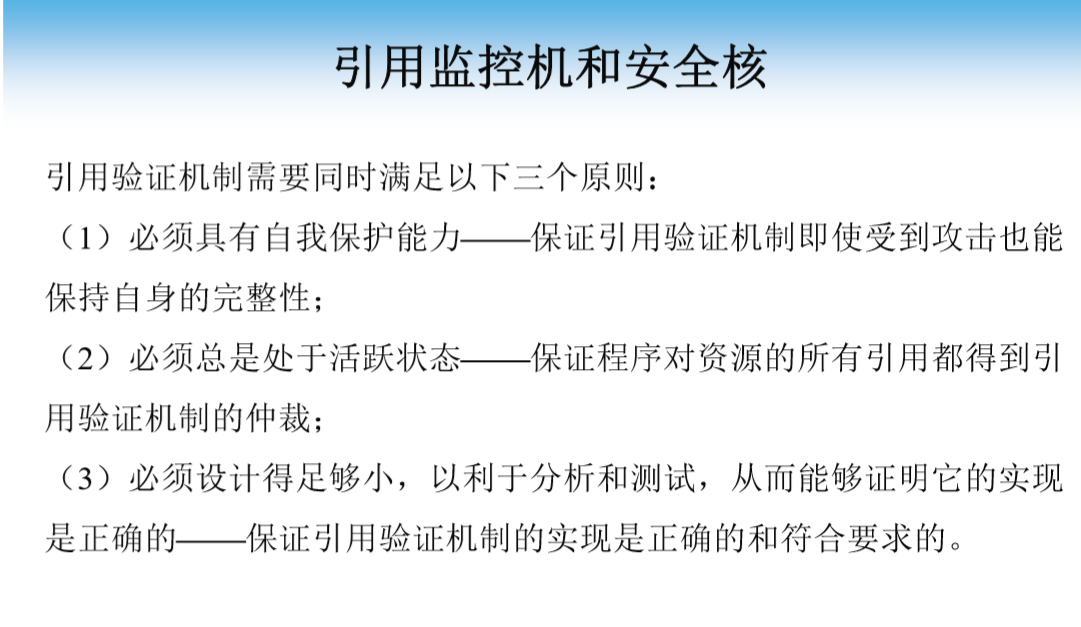 引用监控机和安全核
引用验证机制需要同时满足以下三个原则：
（1）必须具有自我保护能力——保证引用验证机制即使受到攻击也能
保持自身的完整性；
（2）必须总是处于活跃状态——保证程序对资源的所有引用都得到引
用验证机制的仲裁；
（3）必须设计得足够小，以利于分析和测试，从而能够证明它的实现
是正确的——保证引用验证机制的实现是正确的和符合要求的。